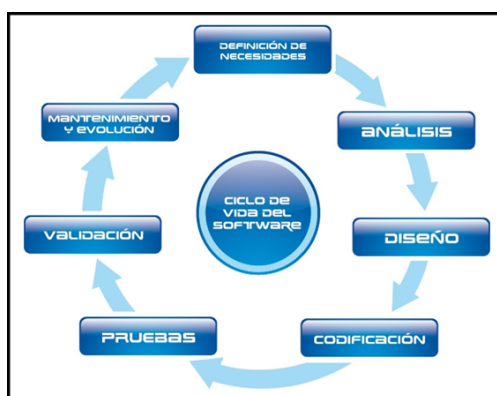 DEFINICIÓN DE
NECESIDADES
ANÁLISIS
DISEÑO
CODIFICACIÓN
PRUEBAS
VALIDACIÓN
MANTENIMIENTO
Y EVOLUCIÓN
CICLO DE
VIDA DEL
SOFTWARE